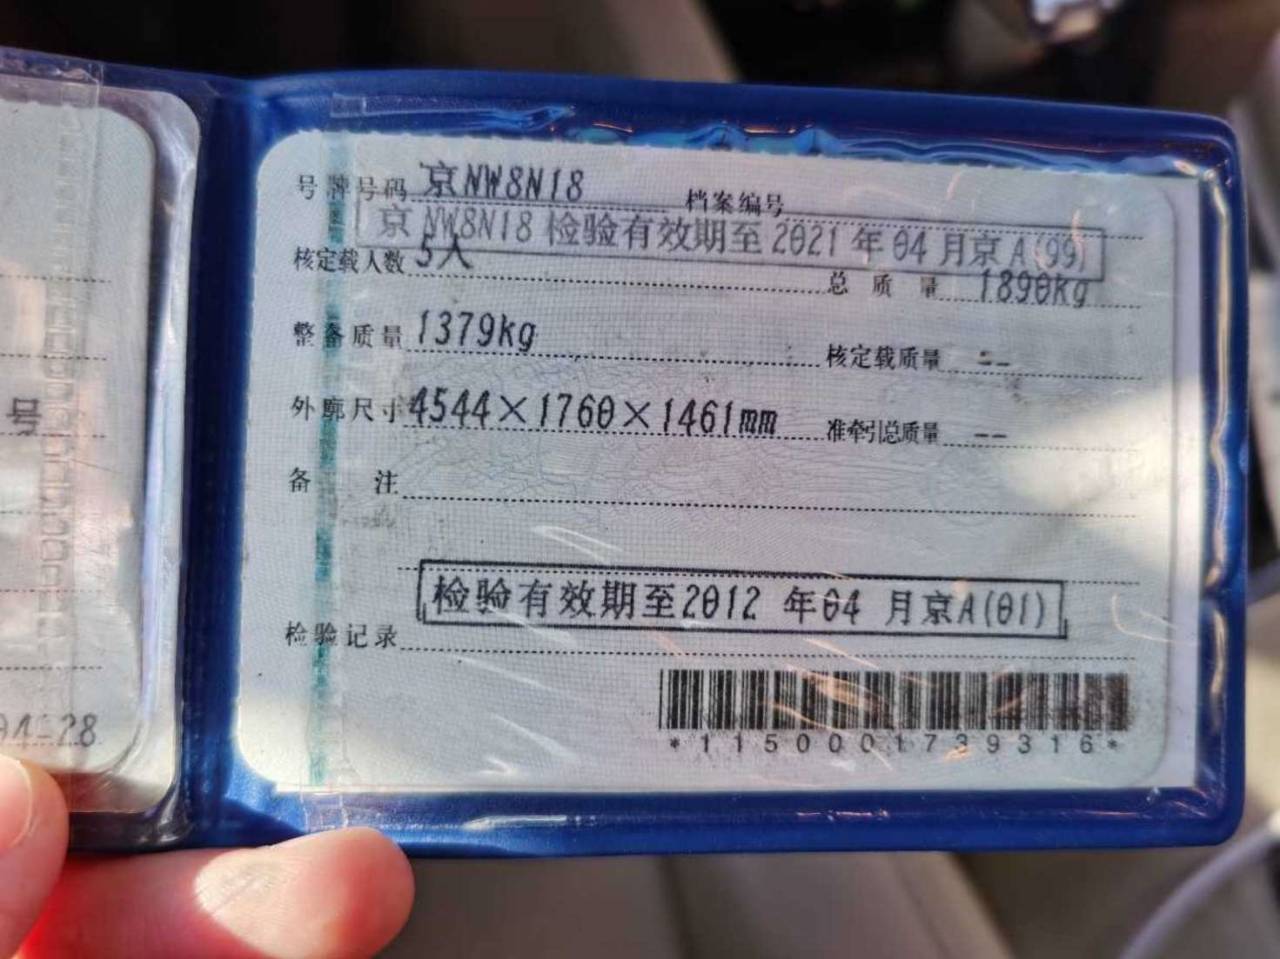 号牌号码 京NW8N18 档案编号
京NW8N18 检验有效期至2021年04月京A(99)
核定载人数 5人 总质量 1890kg
整备质量 1379kg 核定载质量 --
外廓尺寸 4544×1760×1461mm 准牵引总质量 --
备注
检验有效期至2012年04月京A(01)
检验记录
*1150001739316*
号
04-28